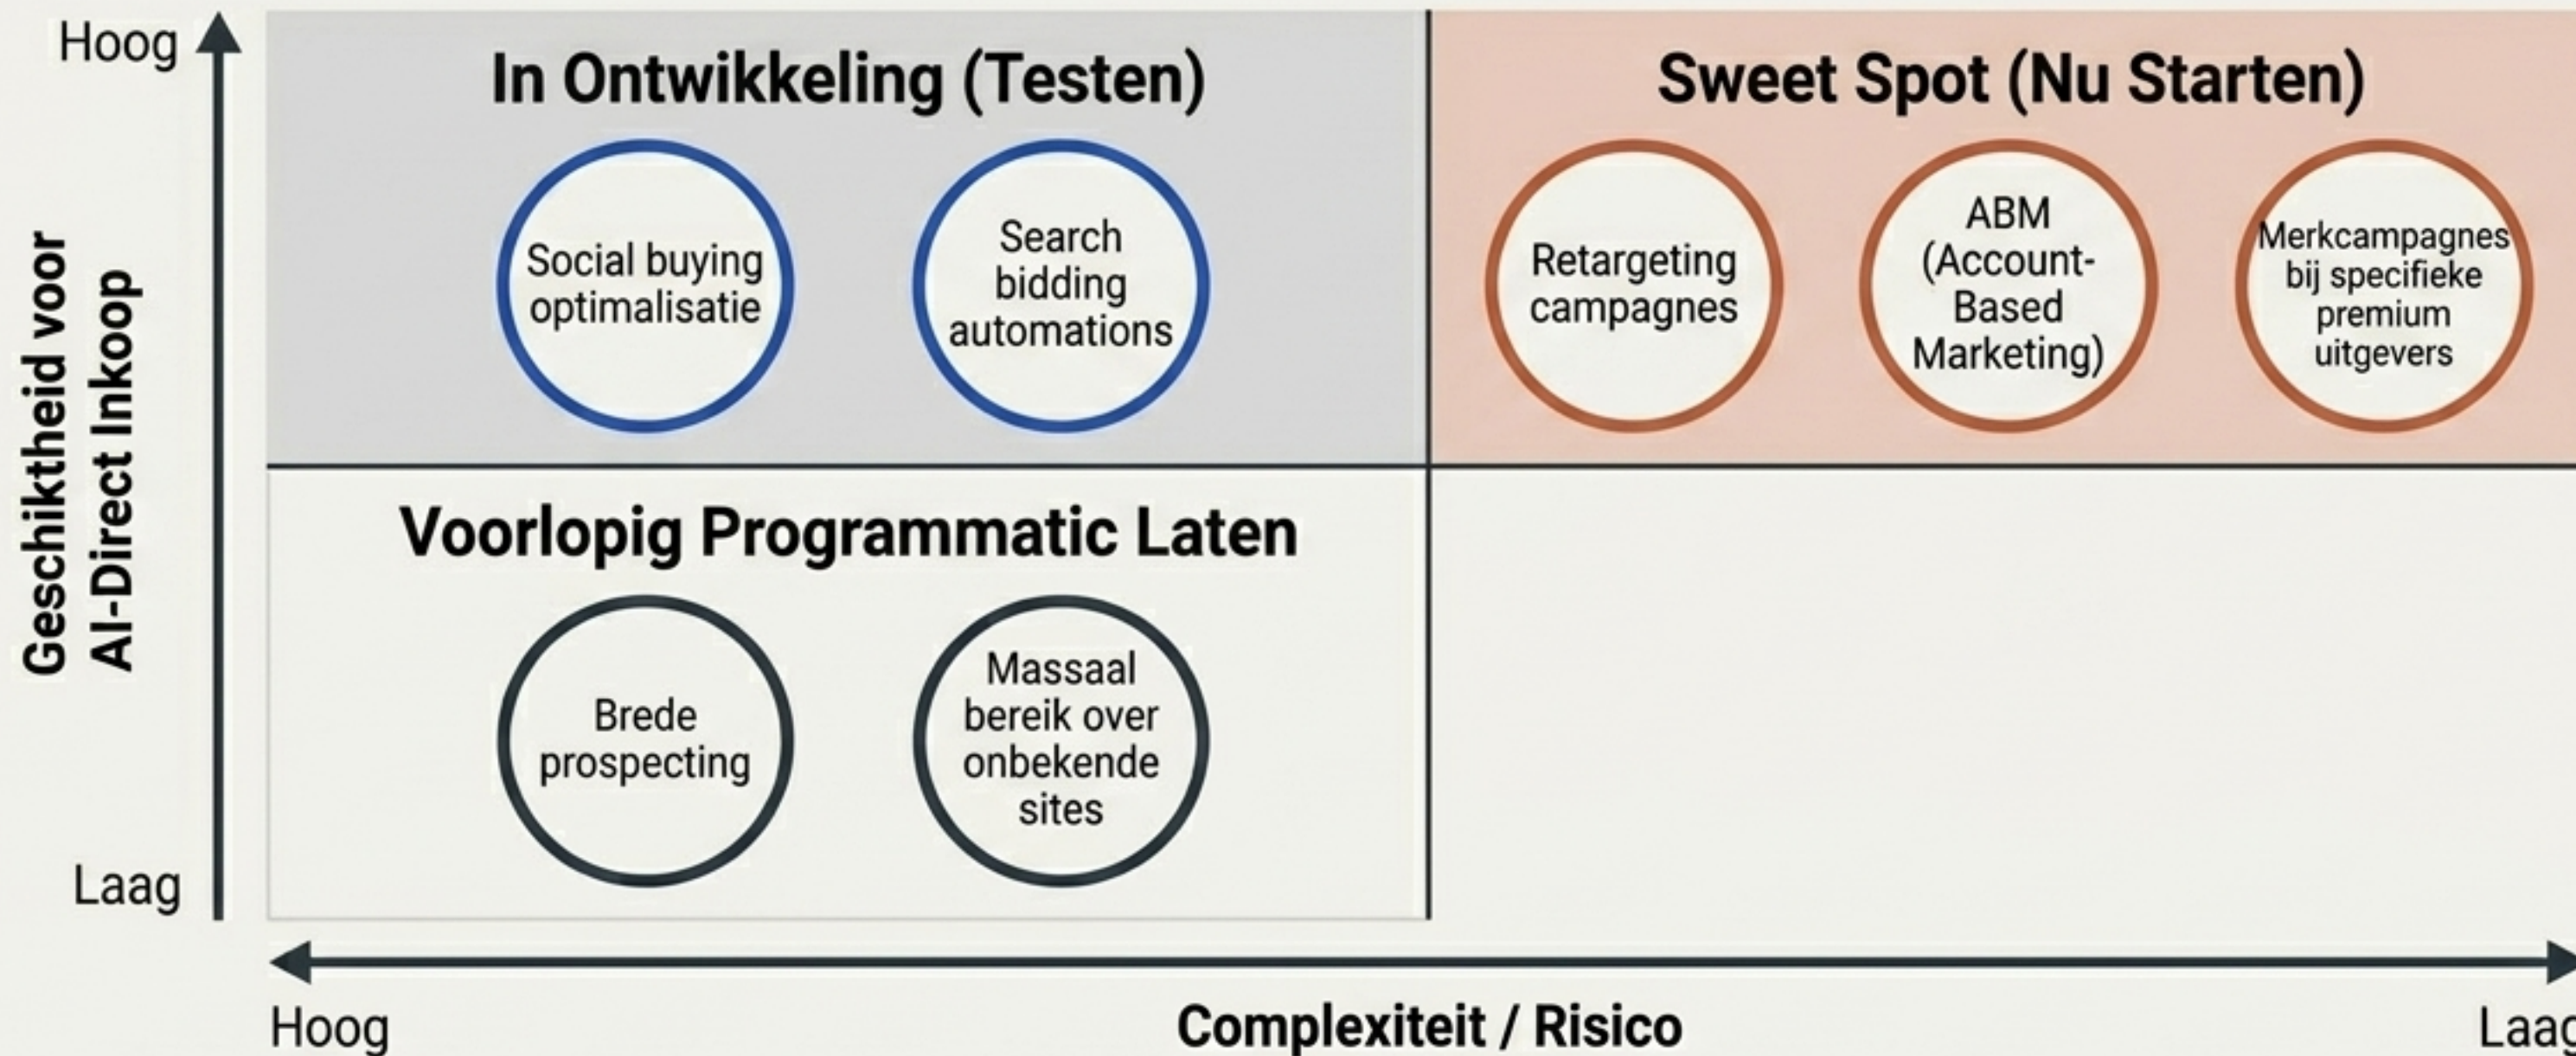 Hoog
Geschiktheid voor
AI-Direct Inkoop
Laag
In Ontwikkeling (Testen)
Social buying
optimalisatie
Search
bidding
automations
Sweet Spot (Nu Starten)
Retargeting
campagnes
ABM
(Account-
Based
Marketing)
Merkcampagnes
bij specifieke
premium
uitgevers
Voorlopig Programmatic Laten
Brede
prospecting
Massaal
bereik over
onbekende
sites
Hoog
Complexiteit / Risico
Laag